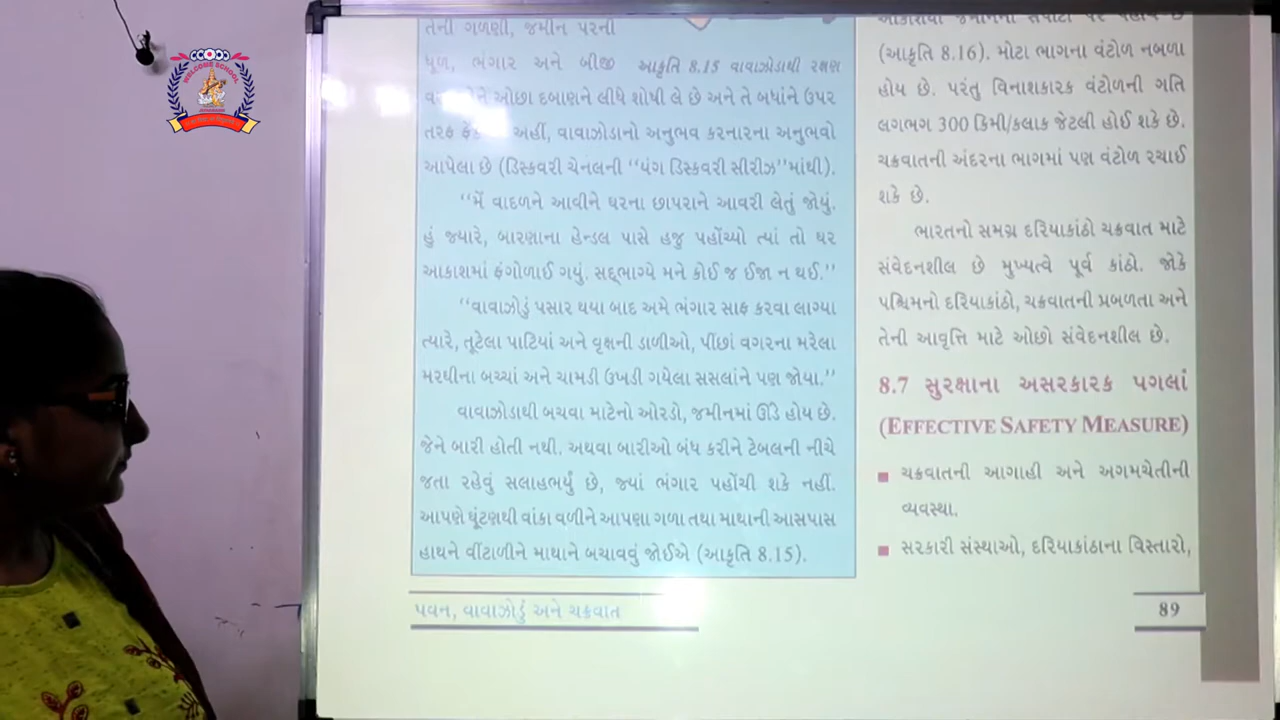 WELCOME SCHOOL
તેની ગળણી, જમીન પરની
ધૂળ, ભંગાર અને બીજી
આકૃતિ 8.15 વાવાઝોડાથી રક્ષણ
ઓછા દબાણને લીધે શોષી લે છે અને તે બધાંને ઉપર
તરફ અહીં, વાવાઝોડાનો અનુભવ કરનારના અનુભવો
આપેલા છે (ડિસ્કવરી ચેનલની “યંગ ડિસ્કવરી સીરીઝ”માંથી).
“મેં વાદળને આવીને ઘરના છાપરાને આવરી લેતું જોયું.
હું જ્યારે, બારણાના હેન્ડલ પાસે હજુ પહોંચ્યો ત્યાં તો ઘર
આકાશમાં ફંગોળાઈ ગયું. સદ્ભાગ્યે મને કોઈ જ ઈજા ન થઈ.”
“વાવાઝોડું પસાર થયા બાદ અમે ભંગાર સાફ કરવા લાગ્યા
ત્યારે, તૂટેલા પાટિયાં અને વૃક્ષની ડાળીઓ, પીંછાં વગરના મરેલા
મરઘીના બચ્ચાં અને ચામડી ઉખડી ગયેલા સસલાંને પણ જોયા.”
વાવાઝોડાથી બચવા માટેનો ઓરડો, જમીનમાં ઊંડે હોય છે.
જેને બારી હોતી નથી. અથવા બારીઓ બંધ કરીને ટેબલની નીચે
જતા રહેવું સલાહભર્યું છે, જ્યાં ભંગાર પહોંચી શકે નહીં.
આપણે ઘૂંટણથી વાંકા વળીને આપણા ગળા તથા માથાની આસપાસ
હાથને વીંટાળીને માથાને બચાવવું જોઈએ (આકૃતિ 8.15).
પવન, વાવાઝોડું અને ચક્રવાત
(આકૃતિ 8.16). મોટા ભાગના વંટોળ નબળા
હોય છે. પરંતુ વિનાશકારક વંટોળની ગતિ
લગભગ 300 કિમી/કલાક જેટલી હોઈ શકે છે.
ચક્રવાતની અંદરના ભાગમાં પણ વંટોળ રચાઈ
શકે છે.
ભારતનો સમગ્ર દરિયાકાંઠો ચક્રવાત માટે
સંવેદનશીલ છે મુખ્યત્વે પૂર્વ કાંઠો. જોકે
પશ્ચિમનો દરિયાકાંઠો, ચક્રવાતની પ્રબળતા અને
તેની આવૃત્તિ માટે ઓછો સંવેદનશીલ છે.
8.7 સુરક્ષાના અસરકારક પગલાં
(EFFECTIVE SAFETY MEASURE)
■ ચક્રવાતની આગાહી અને અગમચેતીની
વ્યવસ્થા.
■ સરકારી સંસ્થાઓ, દરિયાકાંઠાના વિસ્તારો,
89